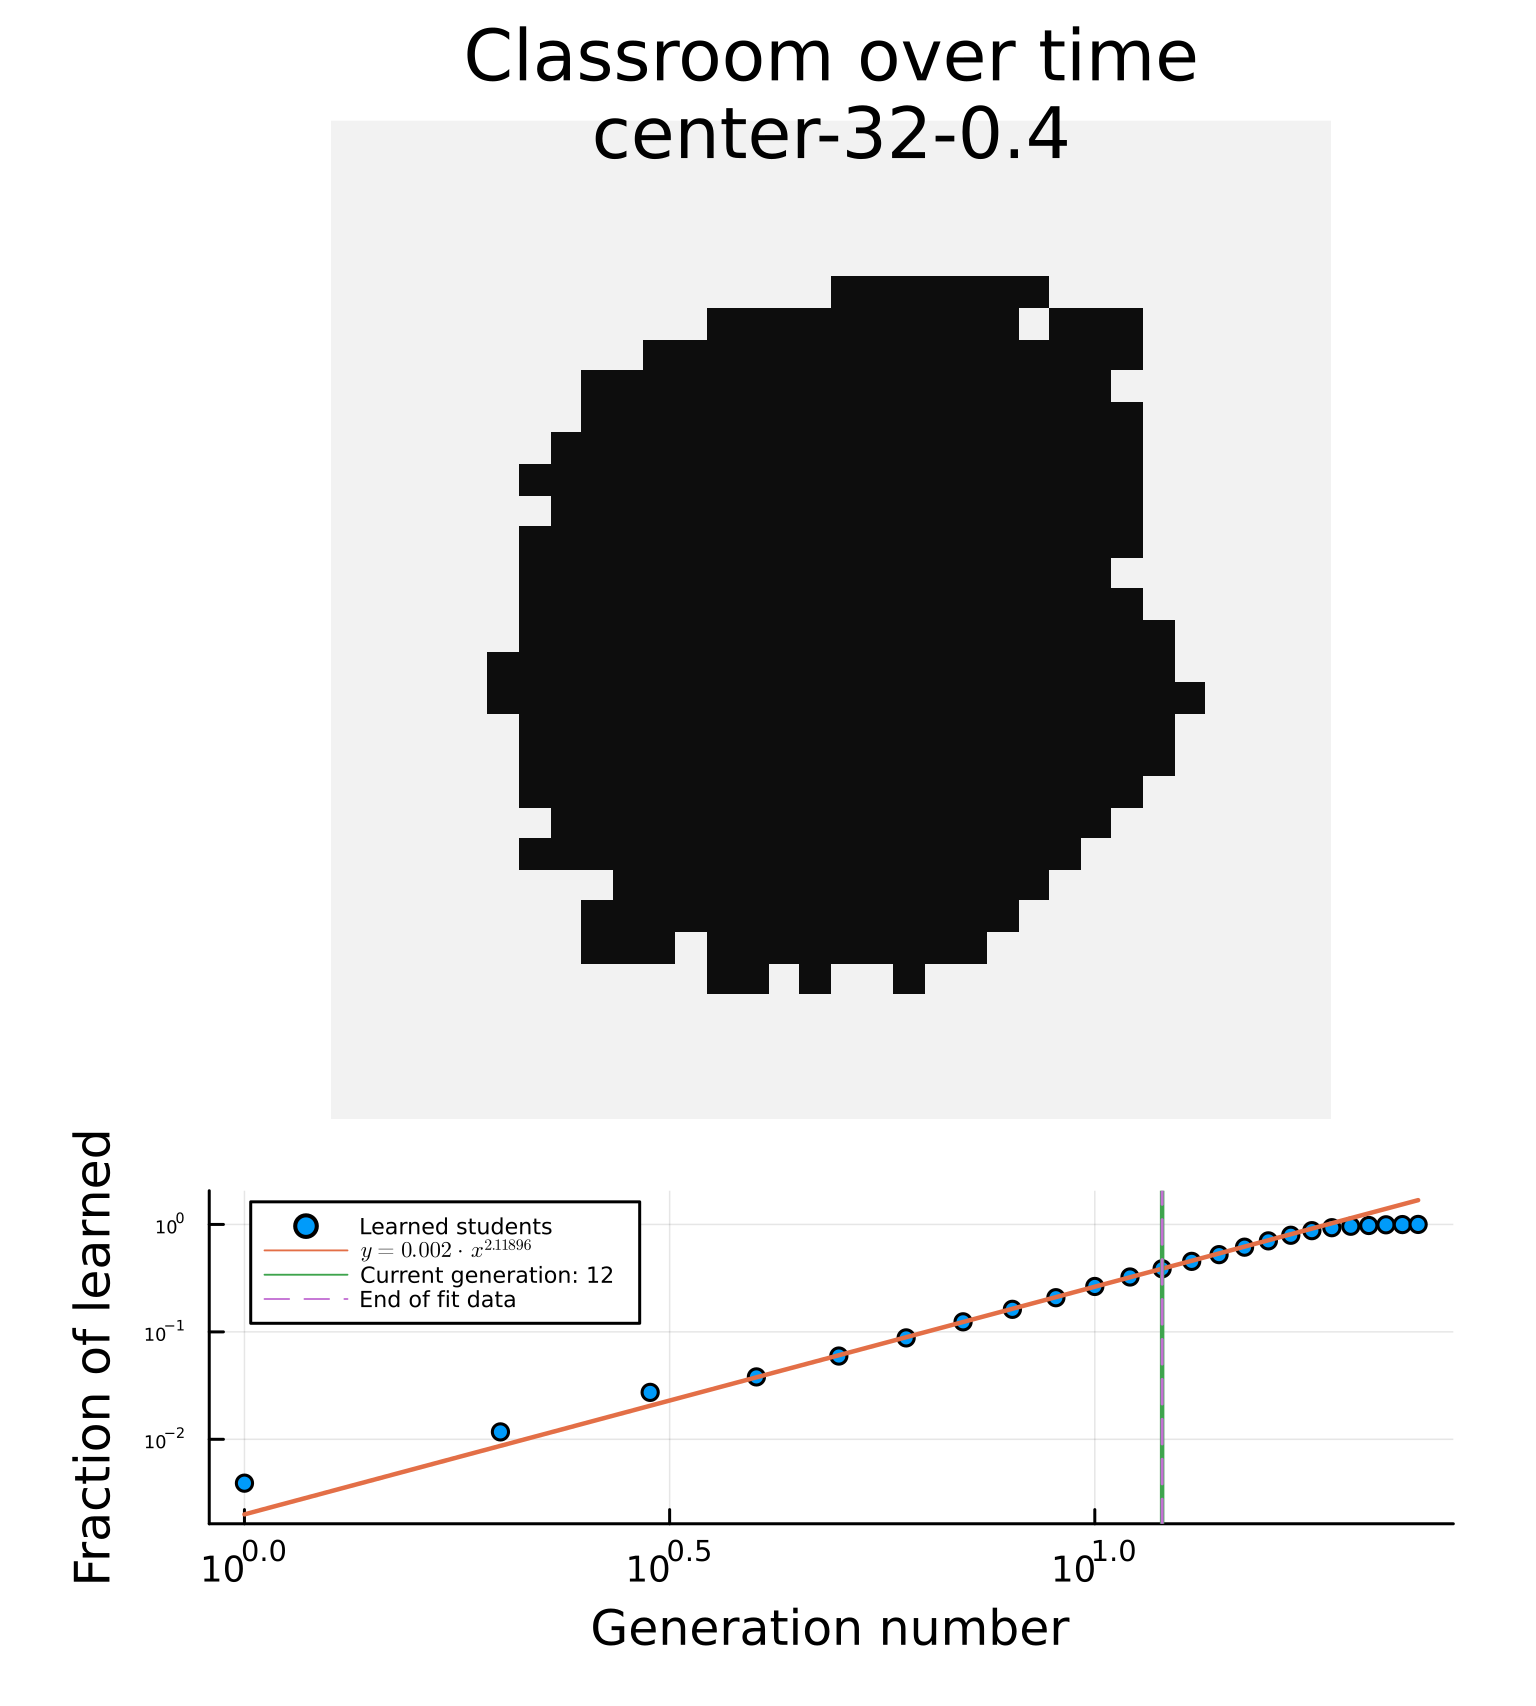 Classroom over time
center-32-0.4
Fraction of learned
10^0
10^−1
10^−2
Learned students
y = 0.002 · x^2.11896
Current generation: 12
End of fit data
10^0.0
10^0.5
10^1.0
Generation number